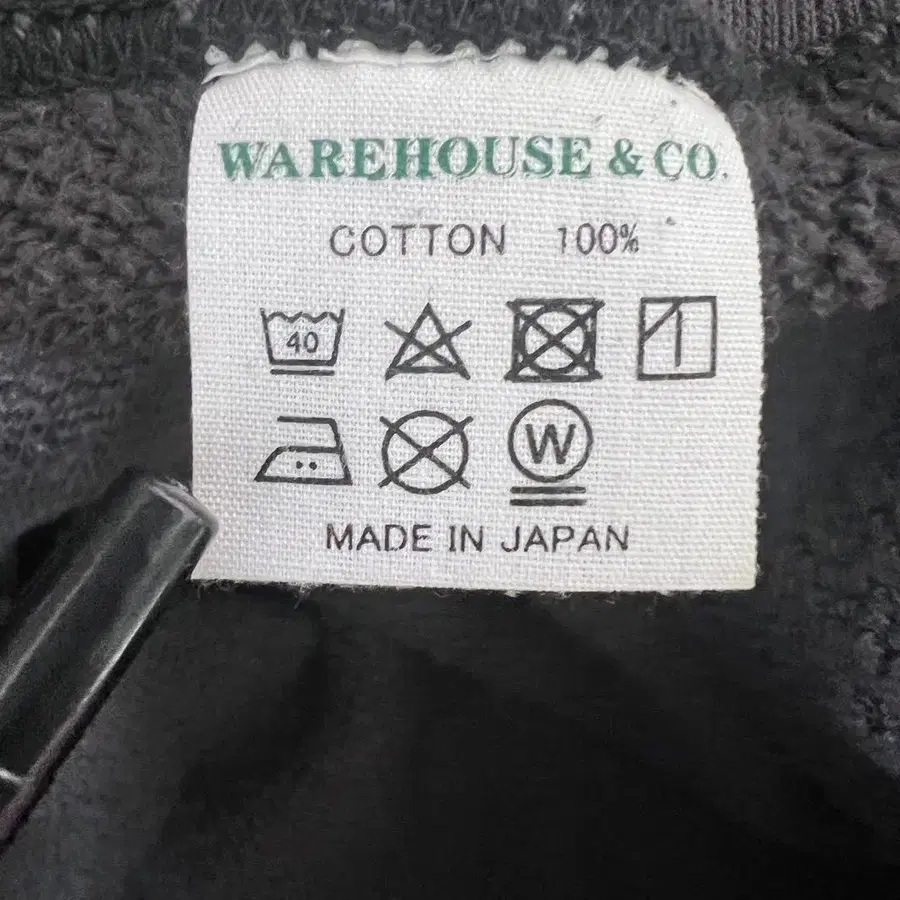 WAREHOUSE & CO.
COTTON 100%
40
W
MADE IN JAPAN